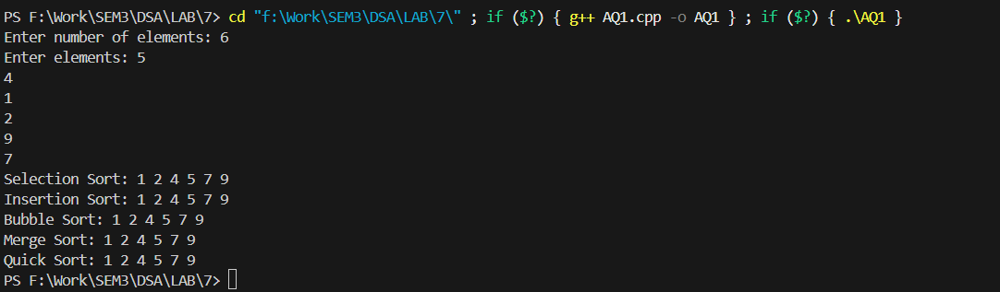 PS F:\Work\SEM3\DSA\LAB\7> cd "f:\Work\SEM3\DSA\LAB\7\" ; if ($?) { g++ AQ1.cpp -o AQ1 } ; if ($?) { .\AQ1 }
Enter number of elements: 6
Enter elements: 5
4
1
2
9
7
Selection Sort: 1 2 4 5 7 9
Insertion Sort: 1 2 4 5 7 9
Bubble Sort: 1 2 4 5 7 9
Merge Sort: 1 2 4 5 7 9
Quick Sort: 1 2 4 5 7 9
PS F:\Work\SEM3\DSA\LAB\7>